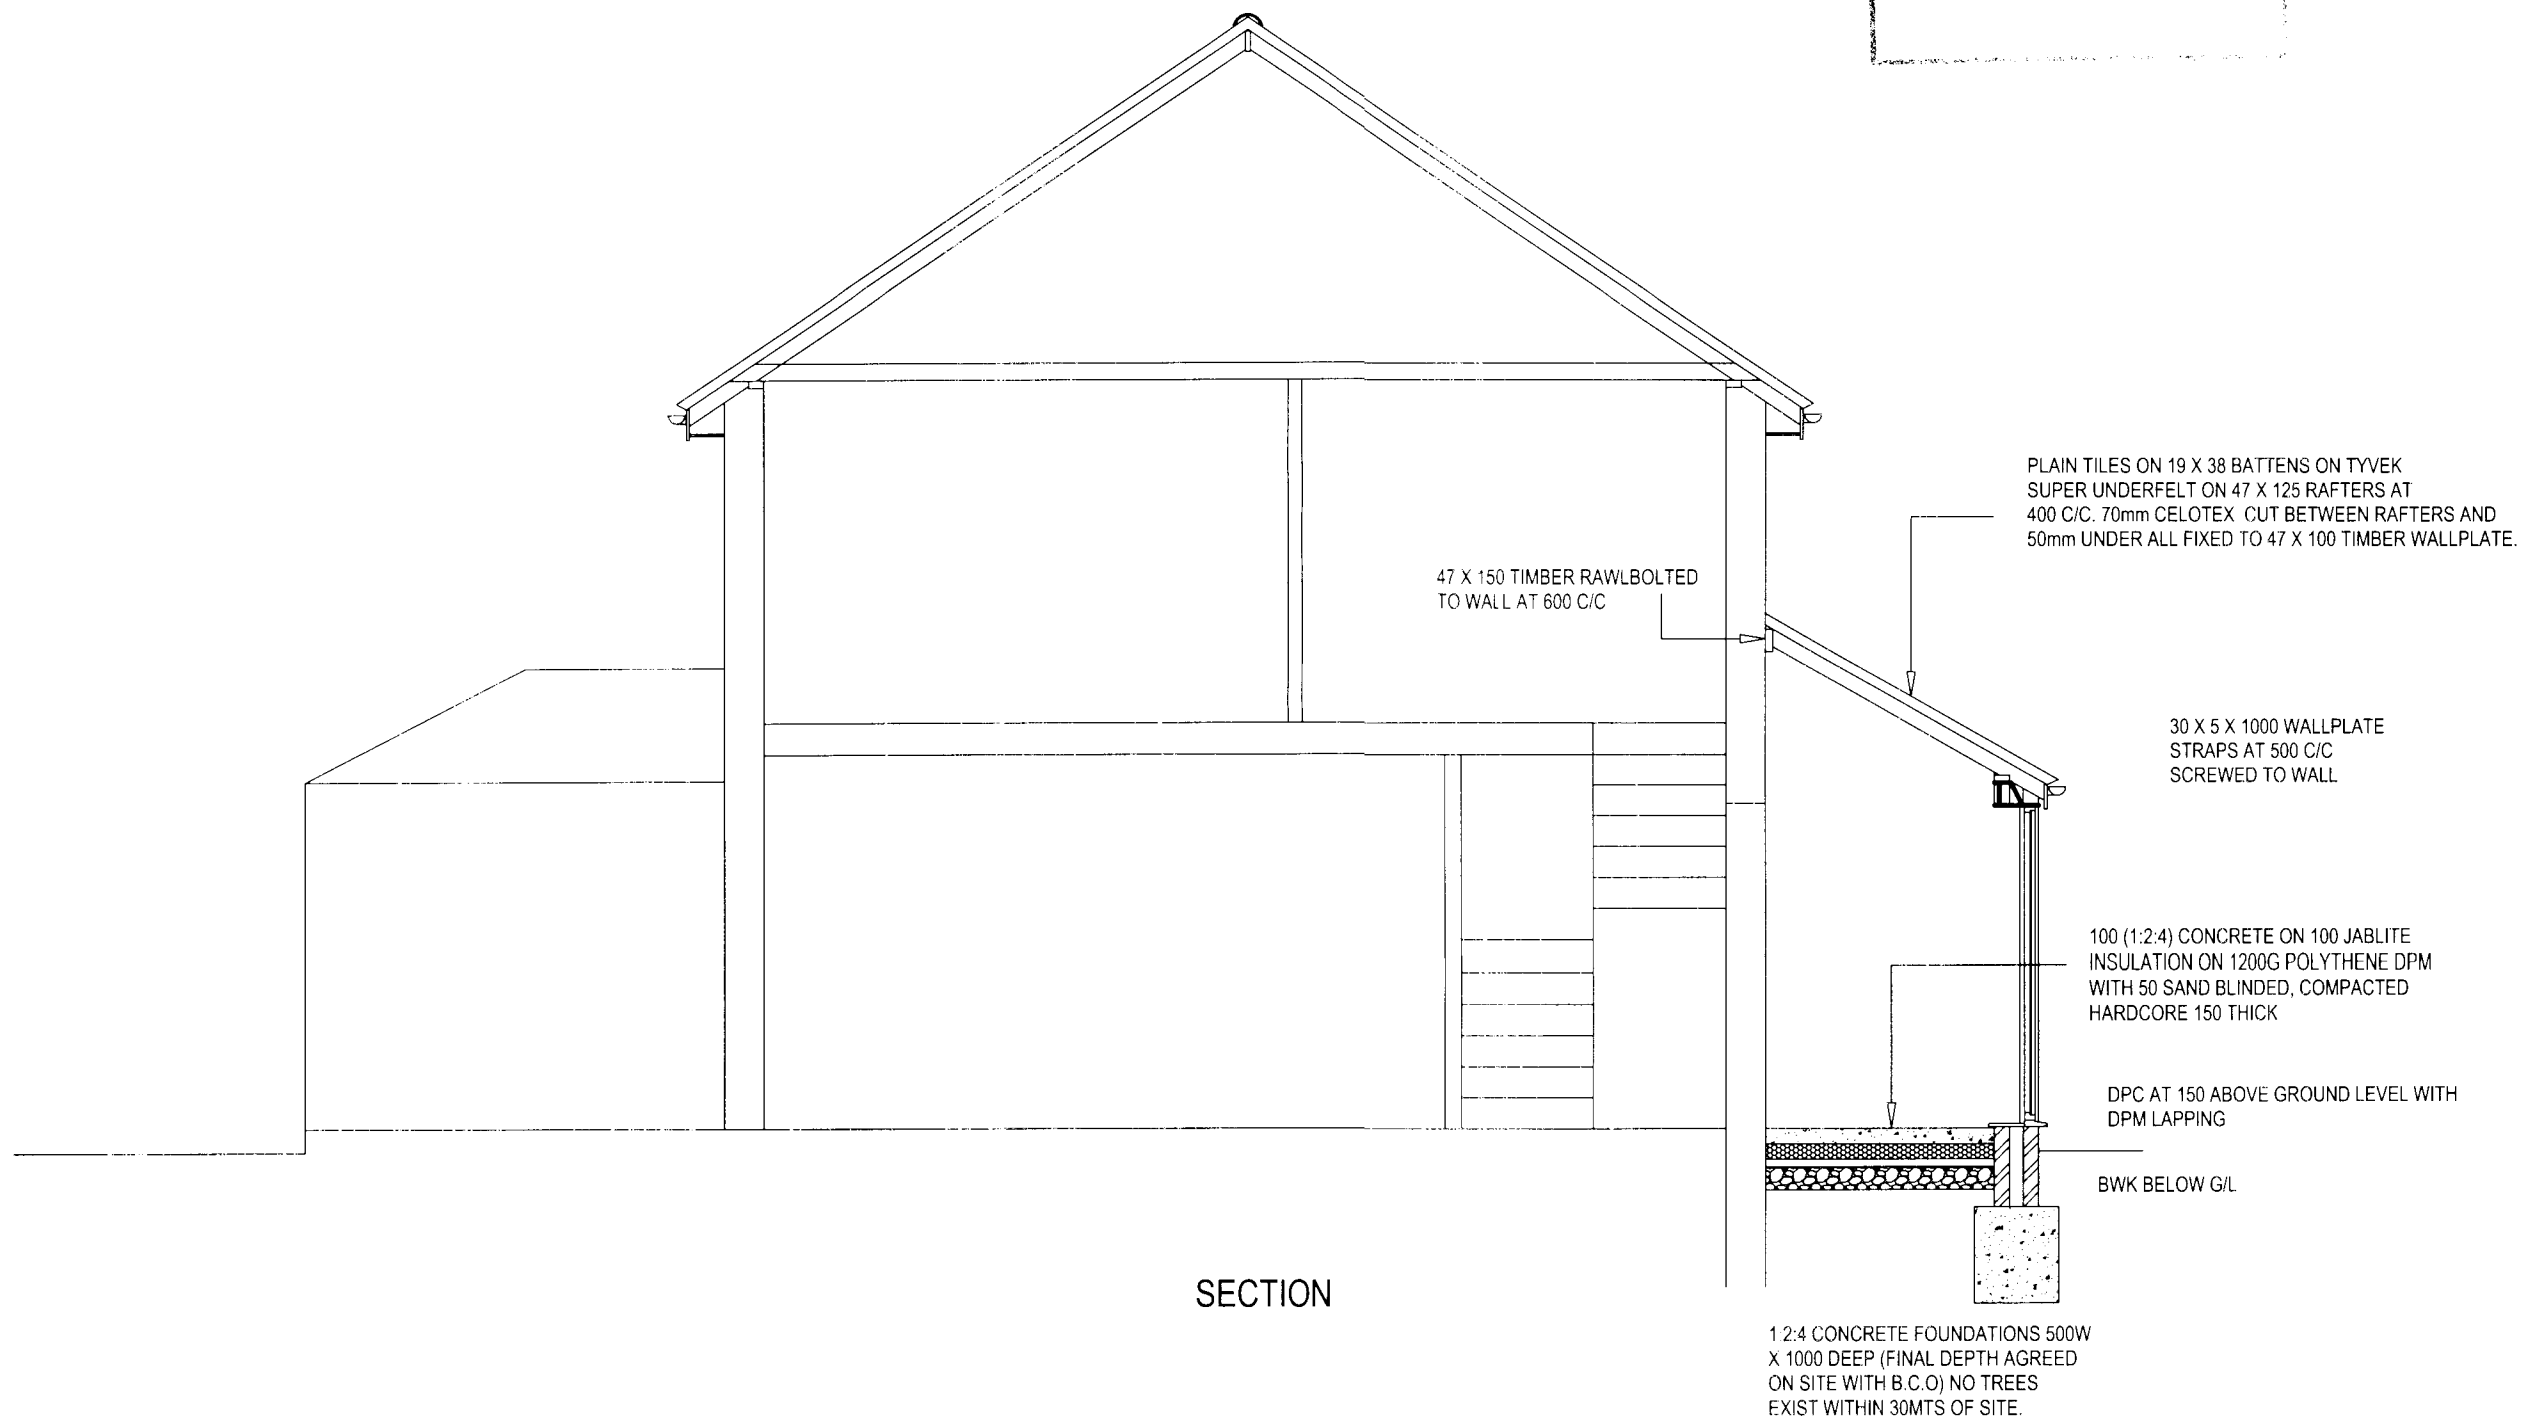 PLAIN TILES ON 19 X 38 BATTENS ON TYVEK
SUPER UNDERFELT ON 47 X 125 RAFTERS AT
400 C/C. 70mm CELOTEX CUT BETWEEN RAFTERS AND
50mm UNDER ALL FIXED TO 47 X 100 TIMBER WALLPLATE.
47 X 150 TIMBER RAWLBOLTED
TO WALL AT 600 C/C
30 X 5 X 1000 WALLPLATE
STRAPS AT 500 C/C
SCREWED TO WALL
100 (1:2:4) CONCRETE ON 100 JABLITE
INSULATION ON 1200G POLYTHENE DPM
WITH 50 SAND BLINDED, COMPACTED
HARDCORE 150 THICK
DPC AT 150 ABOVE GROUND LEVEL WITH
DPM LAPPING
BWK BELOW G/L
SECTION
1:2:4 CONCRETE FOUNDATIONS 500W
X 1000 DEEP (FINAL DEPTH AGREED
ON SITE WITH B.C.O) NO TREES
EXIST WITHIN 30MTS OF SITE.